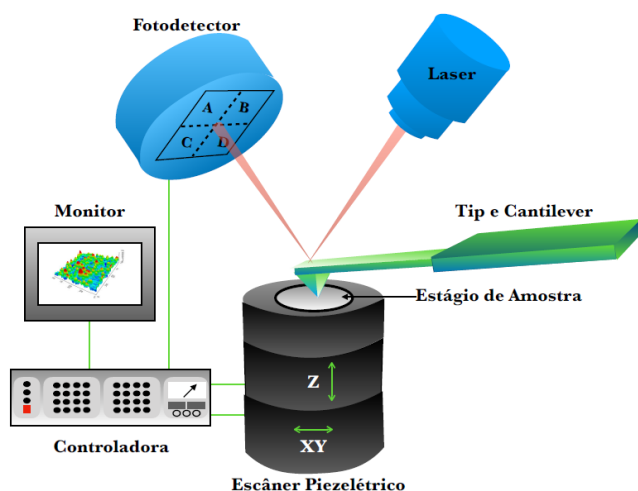 Fotodetector
Laser
A
B
C
D
Monitor
Tip e Cantilever
Estágio de Amostra
Z
XY
Controladora
Escâner Piezelétrico